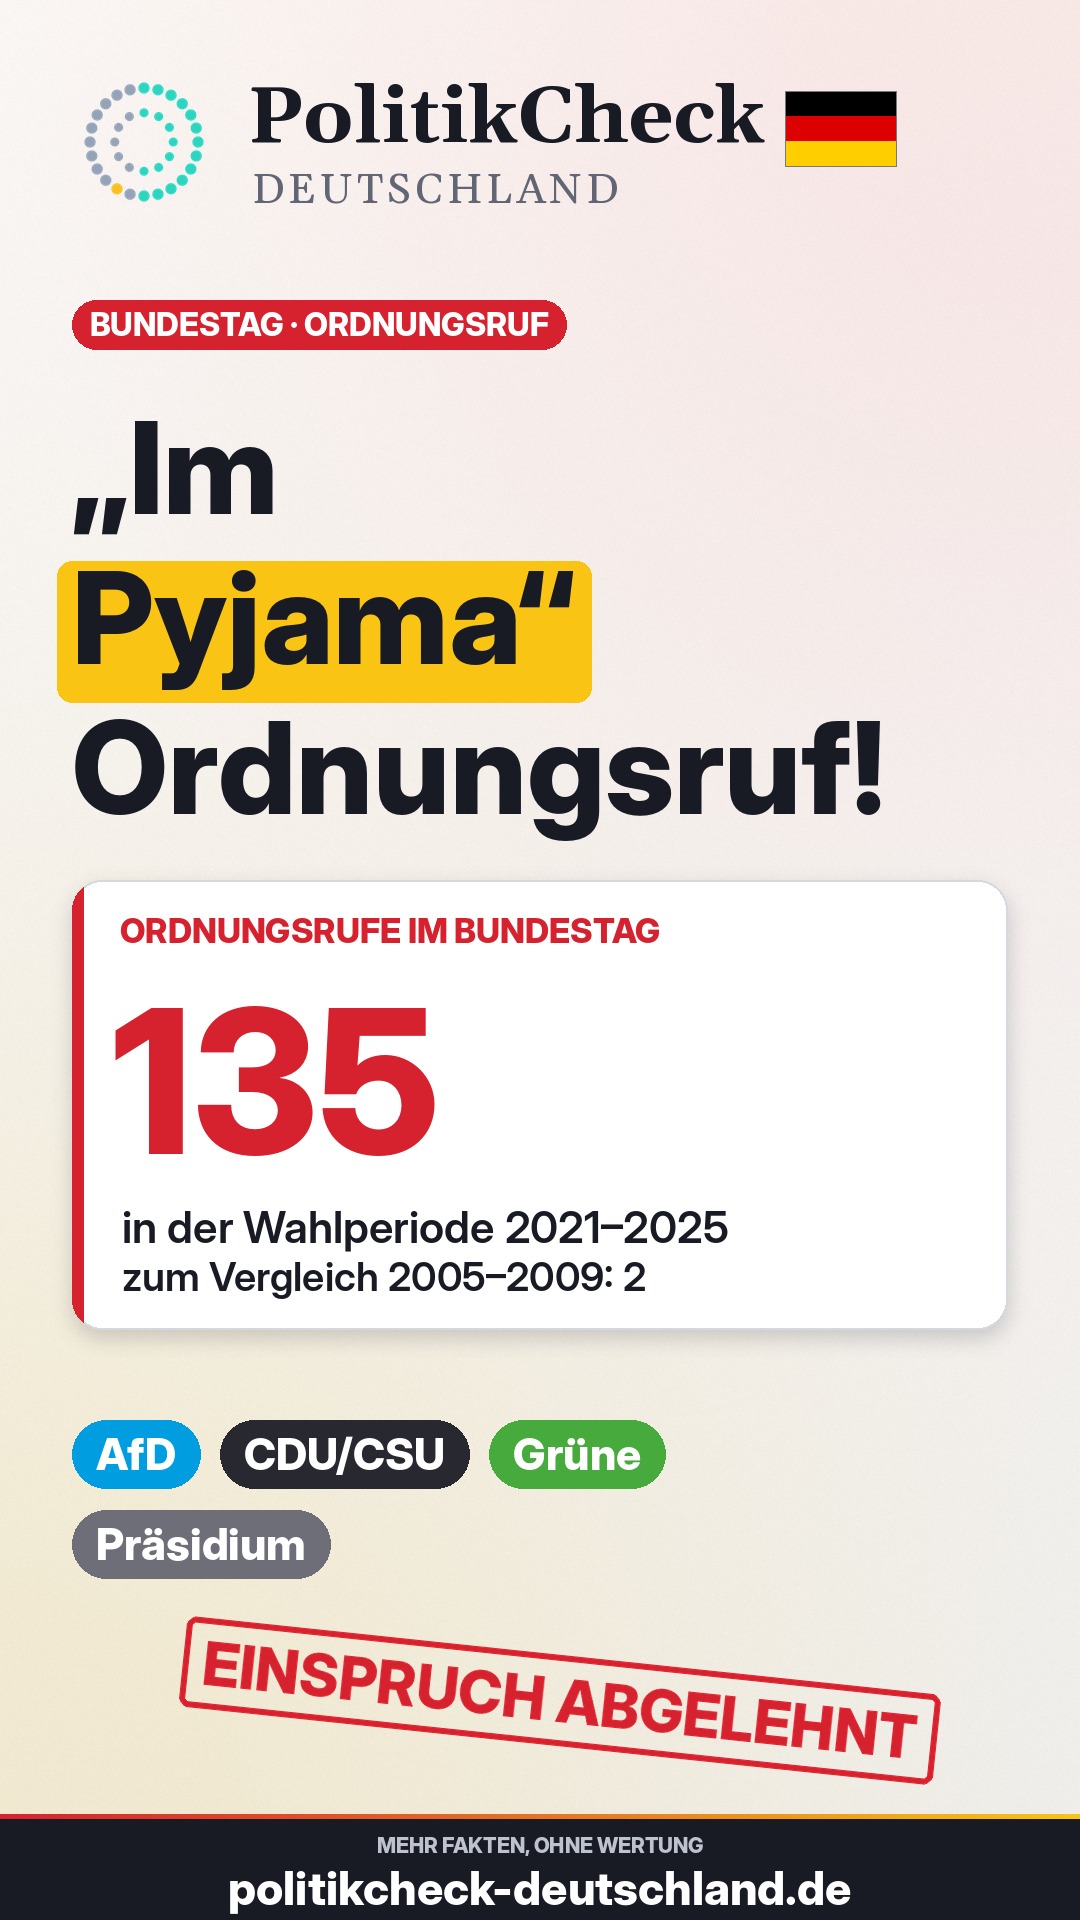 PolitikCheck
DEUTSCHLAND
BUNDESTAG · ORDNUNGSRUF
„Im
Pyjama“
Ordnungsruf!
ORDNUNGSRUFE IM BUNDESTAG
135
in der Wahlperiode 2021–2025
zum Vergleich 2005–2009: 2
AfD CDU/CSU Grüne
Präsidium
EINSPRUCH ABGELEHNT
MEHR FAKTEN, OHNE WERTUNG
politikcheck-deutschland.de